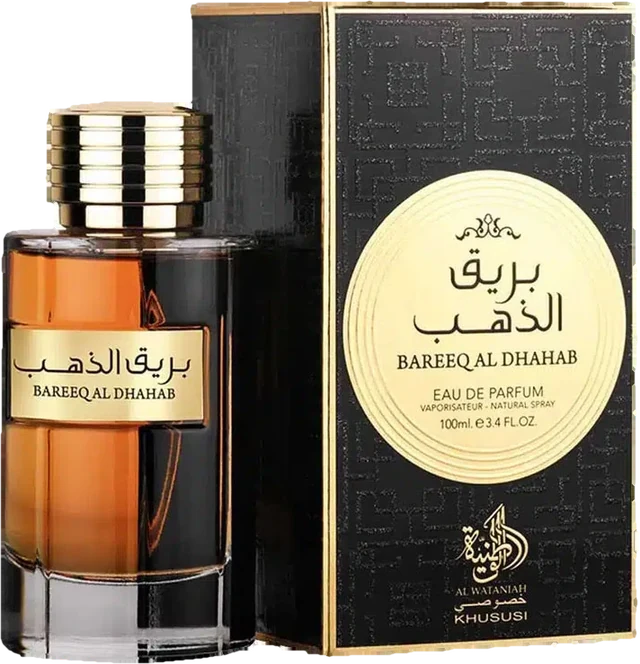 بريق الذهب
BAREEQ AL DHAHAB
بريق
الذهب
BAREEQ AL DHAHAB
EAU DE PARFUM
VAPORISATEUR - NATURAL SPRAY
100ml. e 3.4 FL.OZ.
الوطنية
AL WATANIAH
خصوصي
KHUSUSI